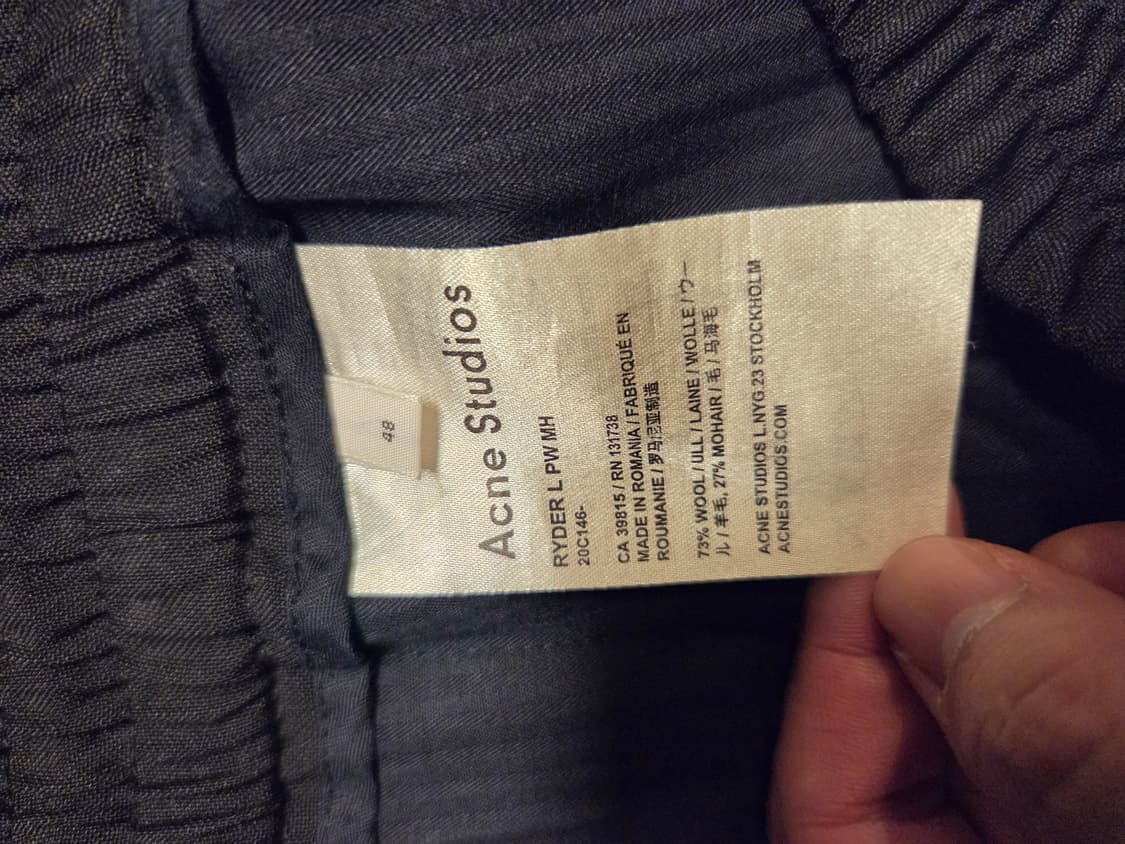 48
Acne Studios
RYDER L PW MH
20C146-
CA 39815 / RN 131738
MADE IN ROMANIA / FABRIQUÉ EN
ROUMANIE / 罗马尼亚制造
73% WOOL / ULL / LAINE / WOLLE / ウー
ル / 羊毛, 27% MOHAIR / 毛 / 马海毛
ACNE STUDIOS L.NYG.23 STOCKHOLM
ACNESTUDIOS.COM